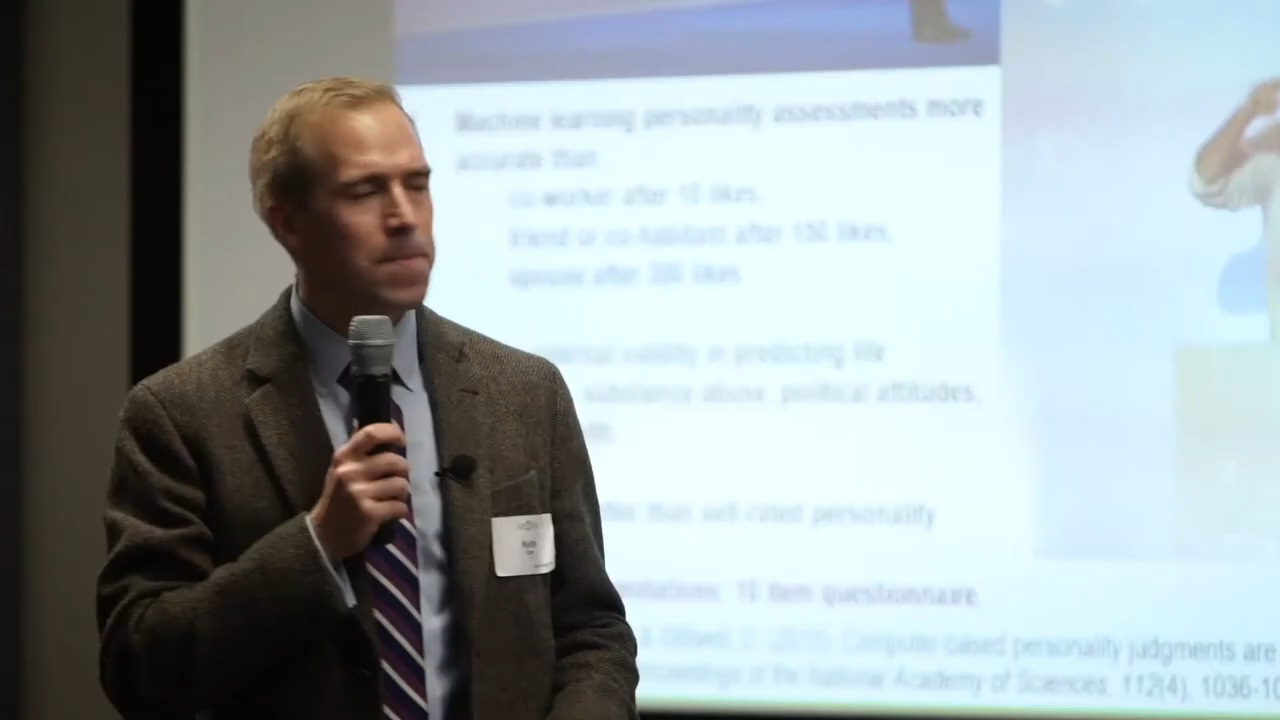 Machine learning personality assessments more
accurate than
co-worker after 10 likes,
friend or co-habitant after 150 likes,
spouse after 300 likes
validity in predicting life
substance abuse, political attitudes,
than self-rated personality
10 item questionnaire
Computer-based personality judgments are
of the National Academy of Sciences, 112(4), 1036-10